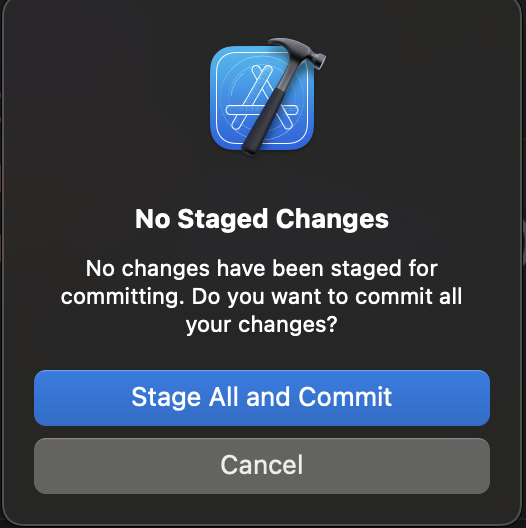 No Staged Changes
No changes have been staged for
committing. Do you want to commit all
your changes?
Stage All and Commit
Cancel